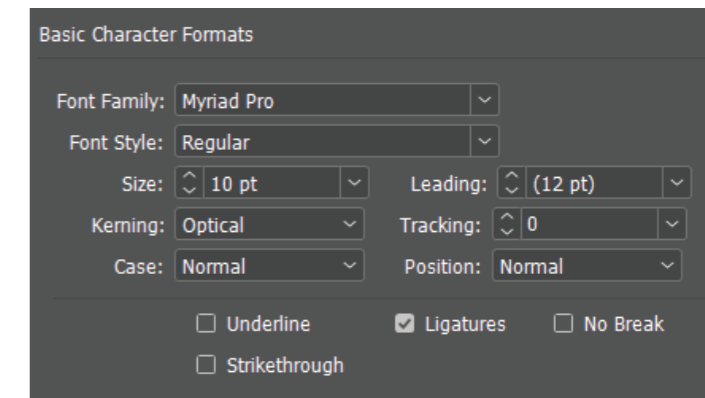 Basic Character Formats
Font Family: Myriad Pro
Font Style: Regular
Size: 10 pt Leading: (12 pt)
Kerning: Optical Tracking: 0
Case: Normal Position: Normal
Underline Ligatures No Break
Strikethrough